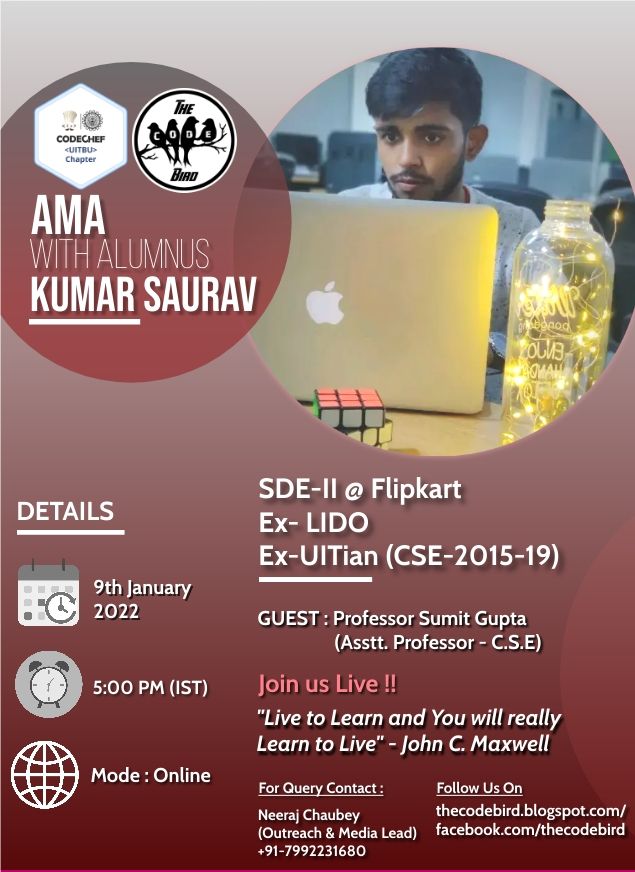 CODECHEF
<UITBU>
Chapter
THE
CODE
BIRD
AMA
WITH ALUMNUS
KUMAR SAURAV
ENJO
SDE-II @ Flipkart
Ex- LIDO
Ex-UITian (CSE-2015-19)
DETAILS
9th January
2022
5:00 PM (IST)
Mode : Online
GUEST : Professor Sumit Gupta
(Asstt. Professor - C.S.E)
Join us Live !!
"Live to Learn and You will really
Learn to Live" - John C. Maxwell
For Query Contact :
Neeraj Chaubey
(Outreach & Media Lead)
+91-7992231680
Follow Us On
thecodebird.blogspot.com/
facebook.com/thecodebird